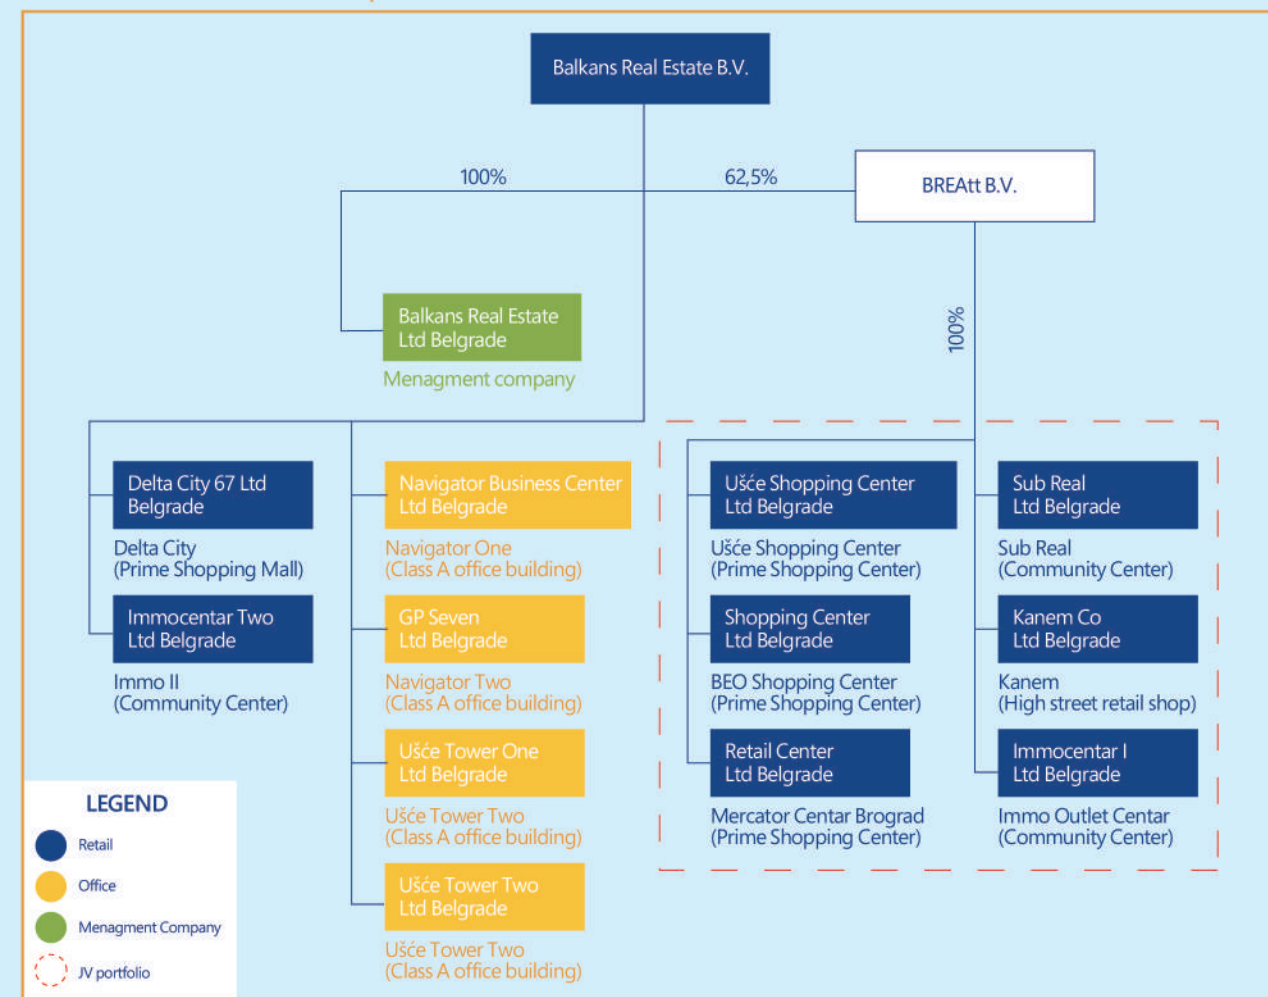 Balkans Real Estate B.V.
100%
62,5%
BREAtt B.V.
Balkans Real Estate
Ltd Belgrade
Menagment company
100%
Delta City 67 Ltd
Belgrade
Delta City
(Prime Shopping Mall)
Immocentar Two
Ltd Belgrade
Immo II
(Community Center)
Navigator Business Center
Ltd Belgrade
Navigator One
(Class A office building)
GP Seven
Ltd Belgrade
Navigator Two
(Class A office building)
Ušće Tower One
Ltd Belgrade
Ušće Tower Two
(Class A office building)
Ušće Tower Two
Ltd Belgrade
Ušće Tower Two
(Class A office building)
Ušće Shopping Center
Ltd Belgrade
Ušće Shopping Center
(Prime Shopping Center)
Shopping Center
Ltd Belgrade
BEO Shopping Center
(Prime Shopping Center)
Retail Center
Ltd Belgrade
Mercator Centar Brograd
(Prime Shopping Center)
Sub Real
Ltd Belgrade
Sub Real
(Community Center)
Kanem Co
Ltd Belgrade
Kanem
(High street retail shop)
Immocentar I
Ltd Belgrade
Immo Outlet Centar
(Community Center)
LEGEND
Retail
Office
Menagment Company
JV portfolio